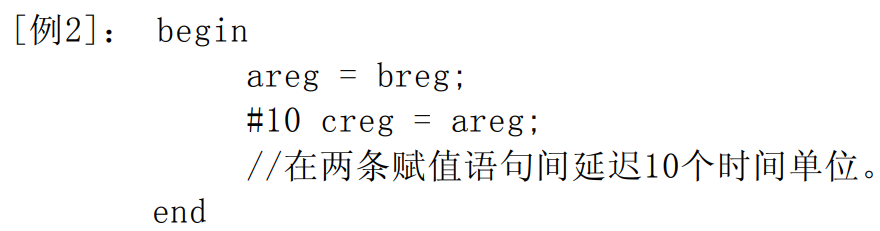 [例2]： begin
areg = breg;
#10 creg = areg;
//在两条赋值语句间延迟10个时间单位。
end